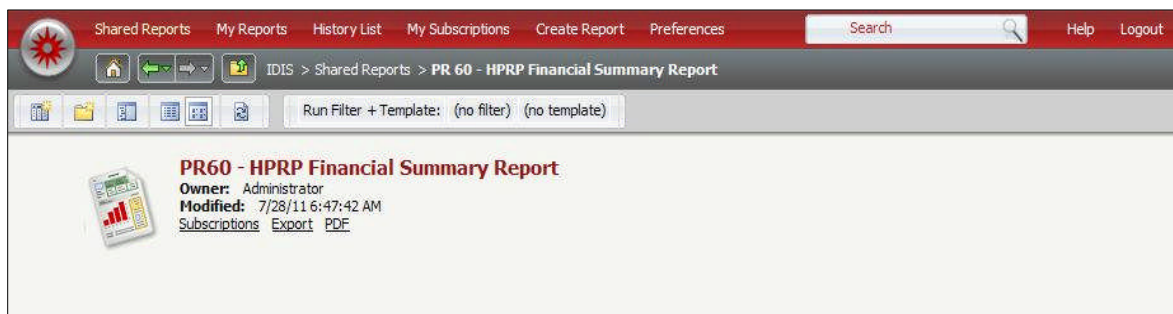 Shared Reports My Reports History List My Subscriptions Create Report Preferences Search Help Logout
IDIS > Shared Reports > PR 60 - HPRP Financial Summary Report
Run Filter + Template: (no filter) (no template)
PR60 - HPRP Financial Summary Report
Owner: Administrator
Modified: 7/28/11 6:47:42 AM
Subscriptions Export PDF